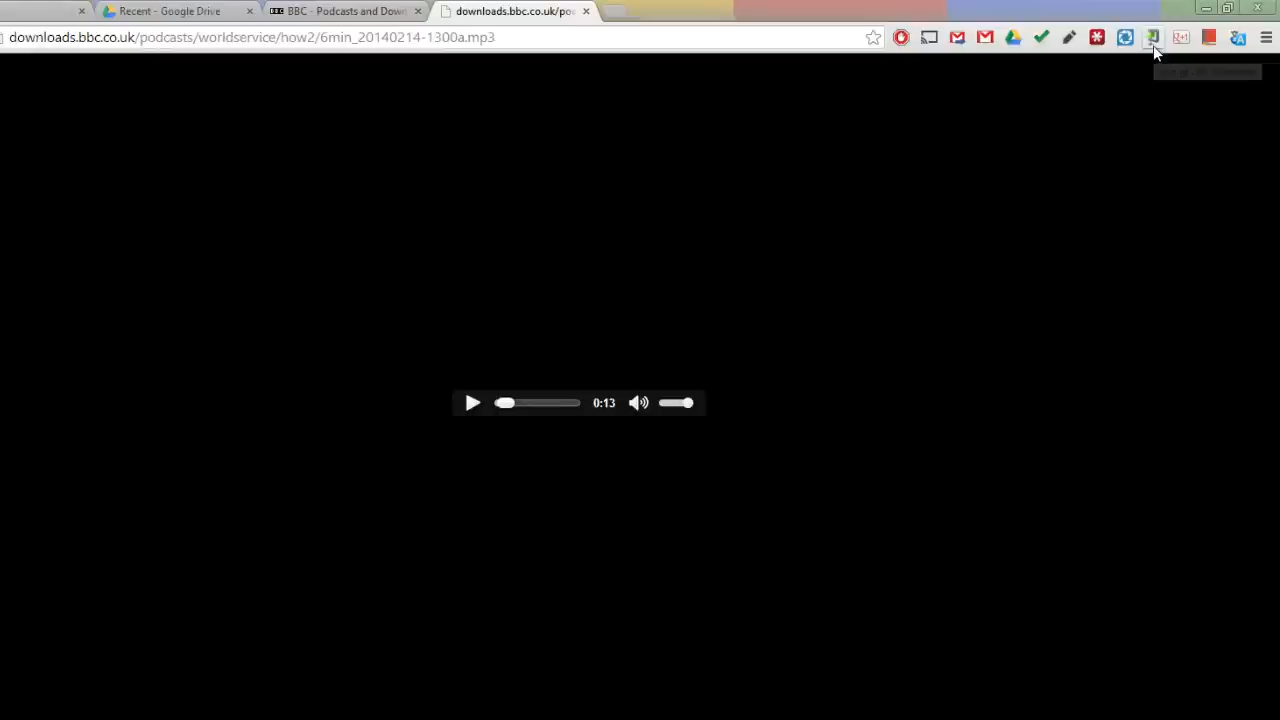 Recent - Google Drive
BBC - Podcasts and Down
downloads.bbc.co.uk/po
downloads.bbc.co.uk/podcasts/worldservice/how2/6min_20140214-1300a.mp3
0:13